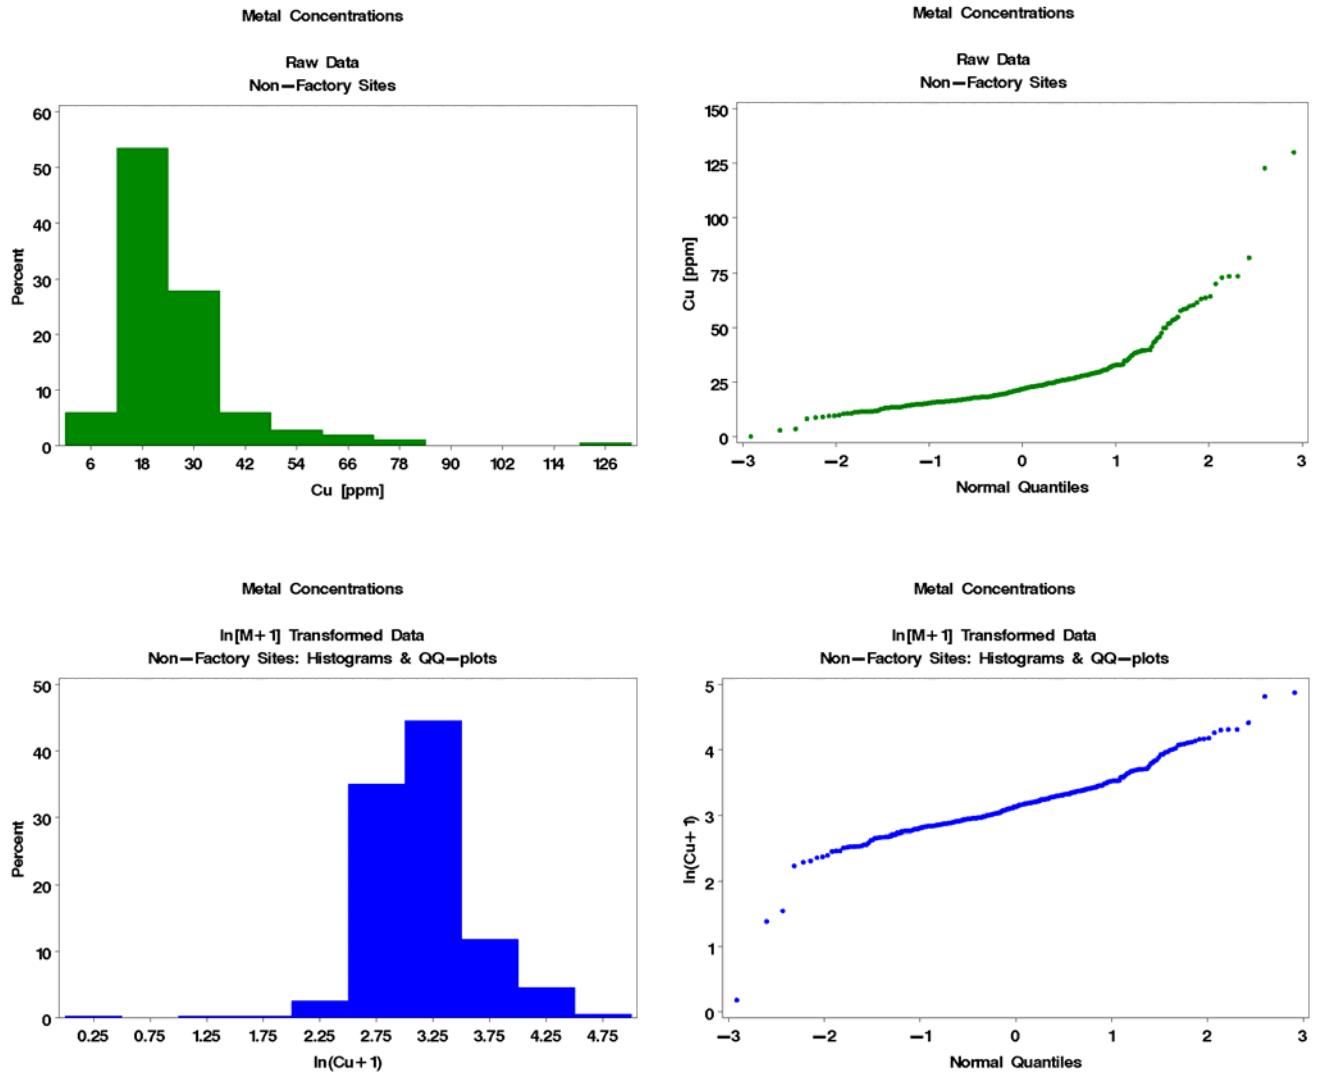 Metal Concentrations
Raw Data
Non-Factory Sites
60
50
40
30
20
10
0
Percent
6 18 30 42 54 66 78 90 102 114 126
Cu [ppm]
Metal Concentrations
Raw Data
Non-Factory Sites
150
125
100
75
50
25
0
Cu [ppm]
-3 -2 -1 0 1 2 3
Normal Quantiles
Metal Concentrations
ln[M+1] Transformed Data
Non-Factory Sites: Histograms & QQ-plots
50
40
30
20
10
0
Percent
0.25 0.75 1.25 1.75 2.25 2.75 3.25 3.75 4.25 4.75
ln(Cu+1)
Metal Concentrations
ln[M+1] Transformed Data
Non-Factory Sites: Histograms & QQ-plots
5
4
3
2
1
0
ln(Cu+1)
-3 -2 -1 0 1 2 3
Normal Quantiles